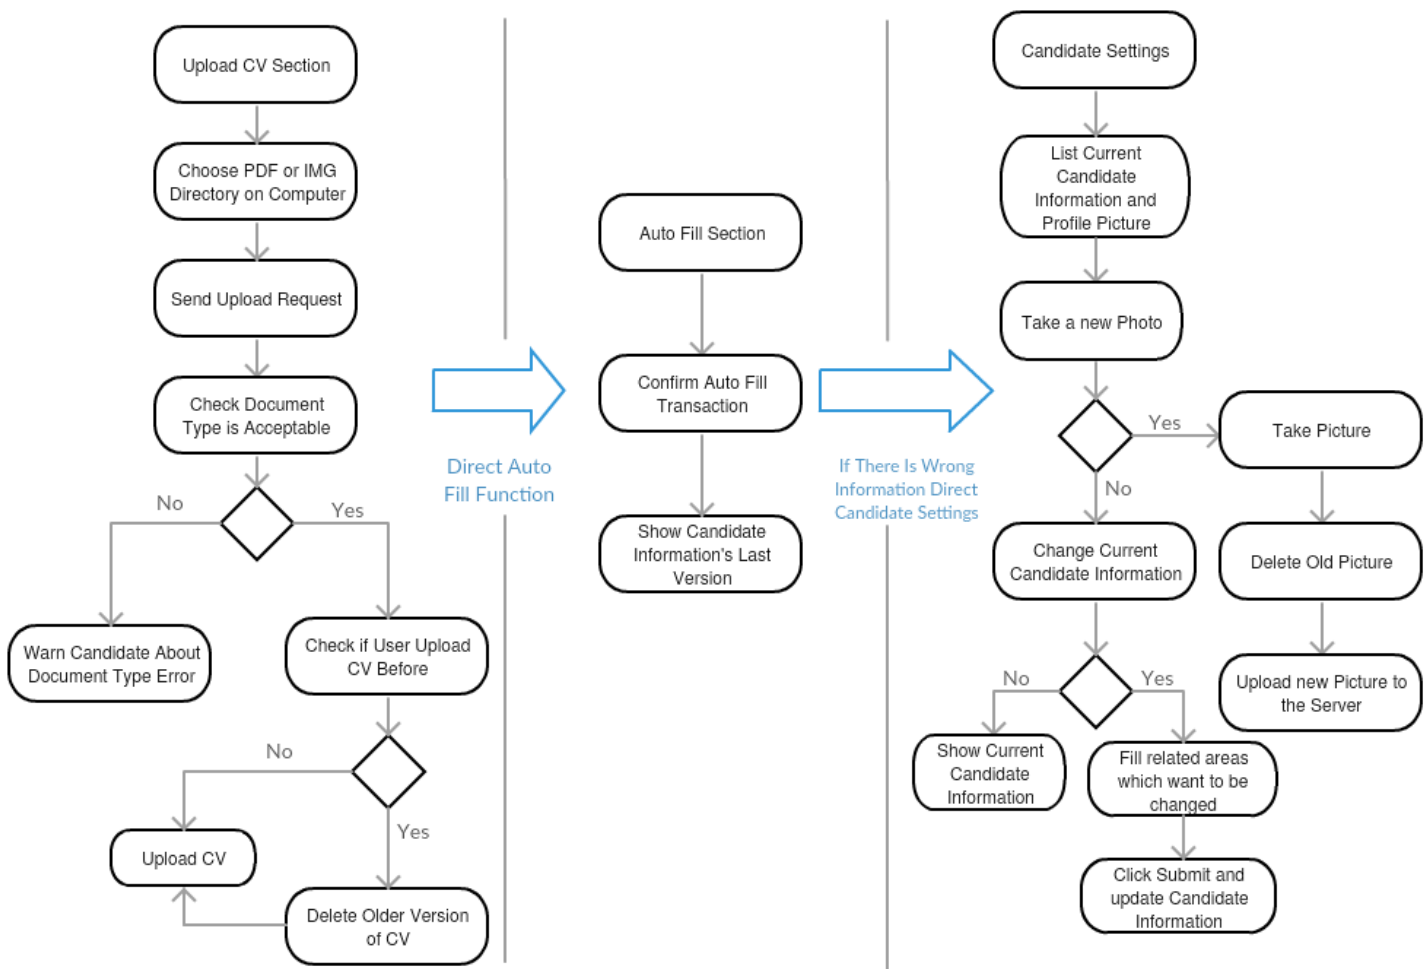 Upload CV Section
Choose PDF or IMG
Directory on Computer
Send Upload Request
Check Document
Type is Acceptable
No
Yes
Warn Candidate About
Document Type Error
Check if User Upload
CV Before
No
Yes
Upload CV
Delete Older Version
of CV
Direct Auto
Fill Function
Auto Fill Section
Confirm Auto Fill
Transaction
Show Candidate
Information's Last
Version
If There Is Wrong
Information Direct
Candidate Settings
Candidate Settings
List Current
Candidate
Information and
Profile Picture
Take a new Photo
Yes
Take Picture
No
Change Current
Candidate Information
Delete Old Picture
No
Yes
Upload new Picture to
the Server
Show Current
Candidate
Information
Fill related areas
which want to be
changed
Click Submit and
update Candidate
Information